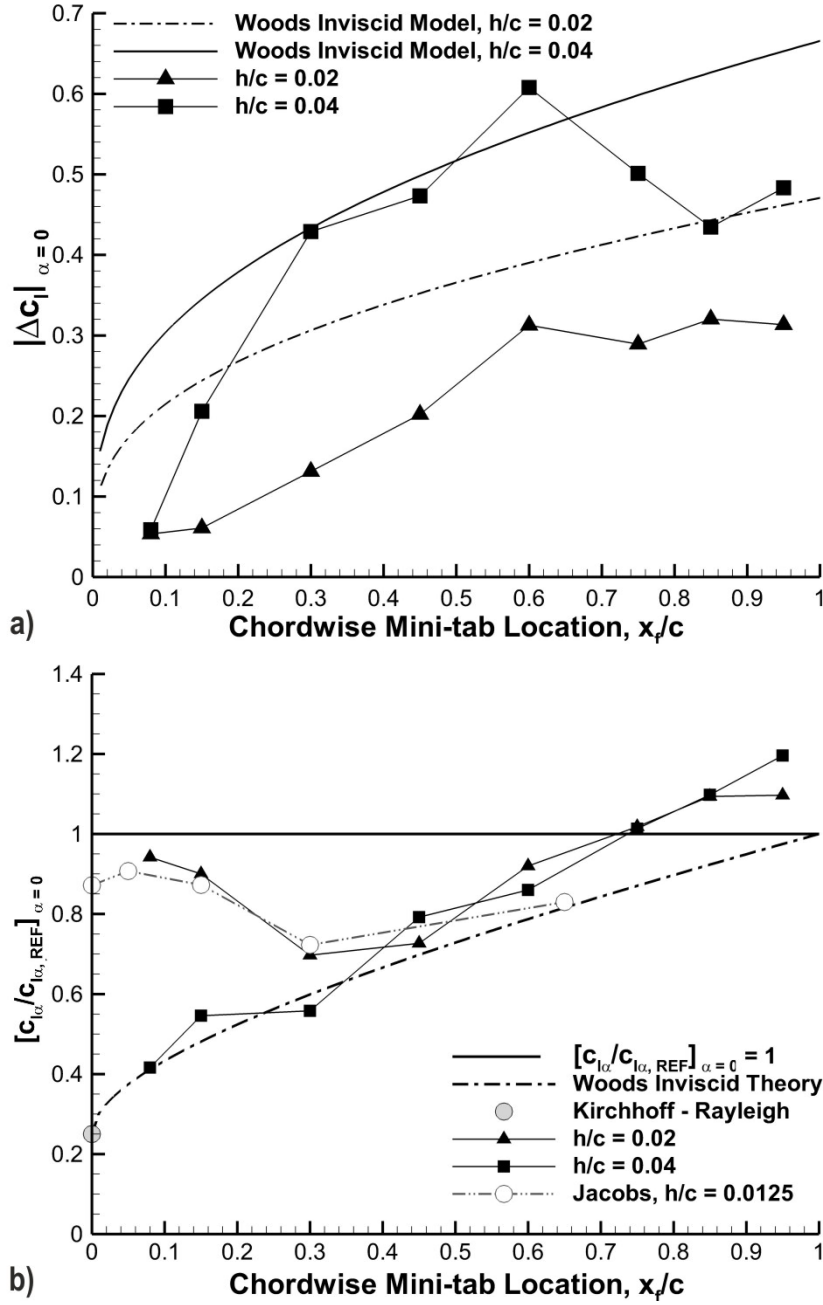 0.7
0.6
0.5
0.4
0.3
0.2
0.1
0
|Δc_l|_α = 0
Woods Inviscid Model, h/c = 0.02
Woods Inviscid Model, h/c = 0.04
h/c = 0.02
h/c = 0.04
0 0.1 0.2 0.3 0.4 0.5 0.6 0.7 0.8 0.9 1
Chordwise Mini-tab Location, x_f/c
a)
1.4
1.2
1
0.8
0.6
0.4
0.2
0
[c_lα/c_lα, REF]_α = 0
[c_lα/c_lα, REF]_α = 0 = 1
Woods Inviscid Theory
Kirchhoff - Rayleigh
h/c = 0.02
h/c = 0.04
Jacobs, h/c = 0.0125
0 0.1 0.2 0.3 0.4 0.5 0.6 0.7 0.8 0.9 1
Chordwise Mini-tab Location, x_f/c
b)